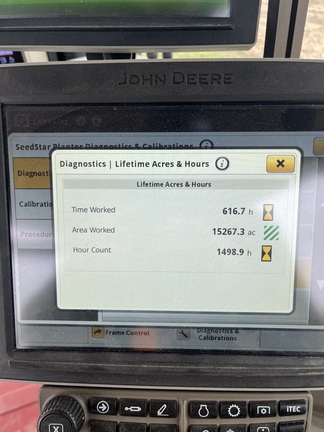 JOHN DEERE
SeedStar Planter Diagnostics & Calibrations
Diagnostics | Lifetime Acres & Hours
Lifetime Acres & Hours
Time Worked 616.7 h
Area Worked 15267.3 ac
Hour Count 1498.9 h
Calibratio
Procedur
Frame Control
Diagnostics &
Calibrations
iTEC
X